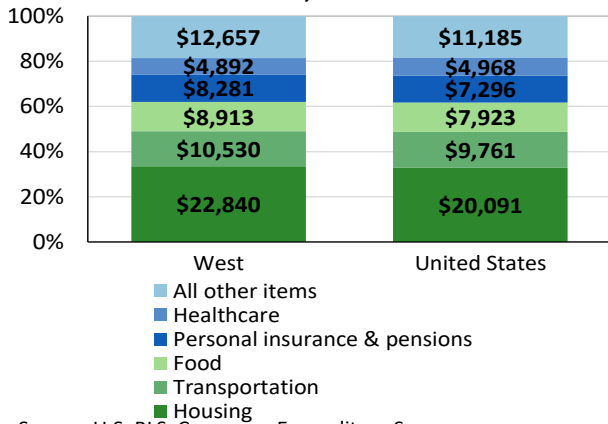 100%
80%
60%
40%
20%
0%
$12,657 $11,185
$4,892 $4,968
$8,281 $7,296
$8,913 $7,923
$10,530 $9,761
$22,840 $20,091
West United States
All other items
Healthcare
Personal insurance & pensions
Food
Transportation
Housing